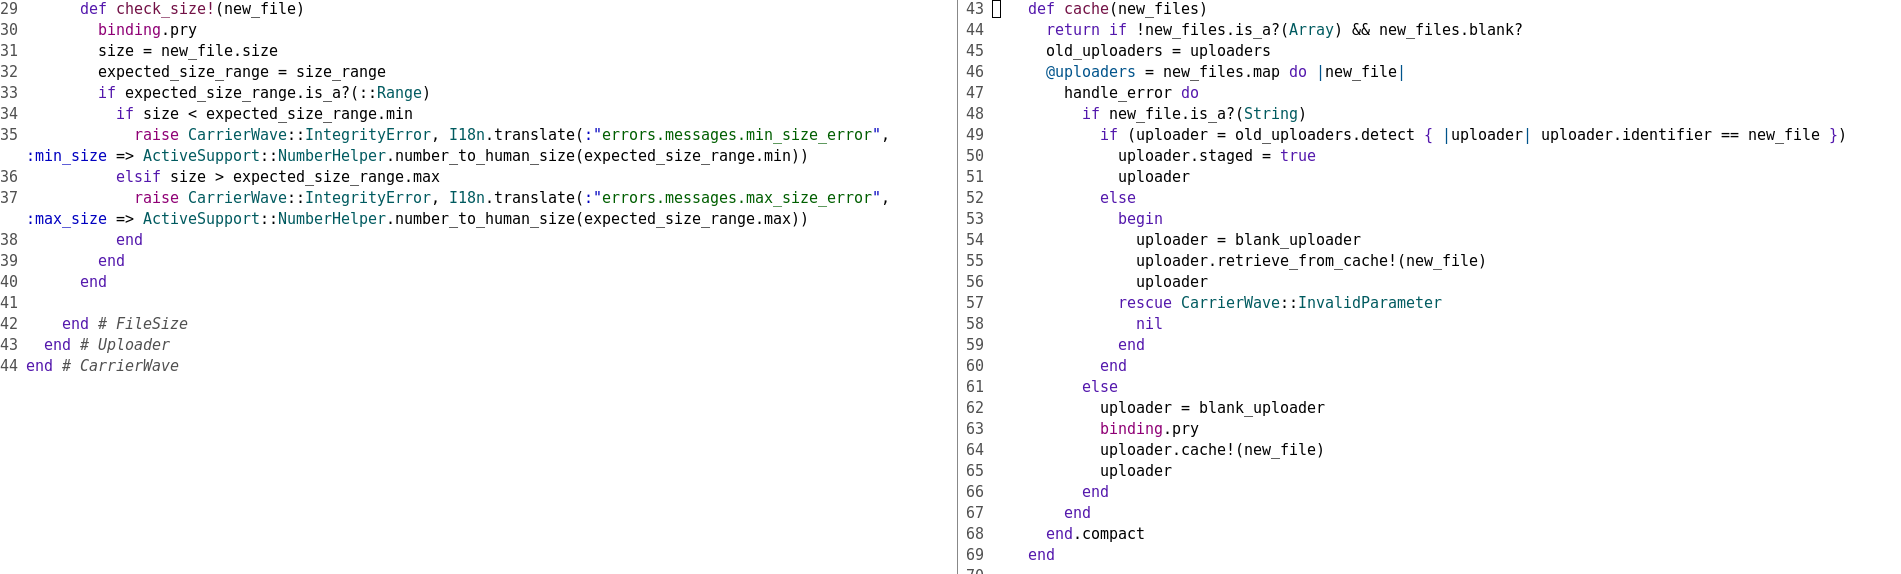 29       def check_size!(new_file)
30         binding.pry
31         size = new_file.size
32         expected_size_range = size_range
33         if expected_size_range.is_a?(::Range)
34           if size < expected_size_range.min
35             raise CarrierWave::IntegrityError, I18n.translate(:"errors.messages.min_size_error",
:min_size => ActiveSupport::NumberHelper.number_to_human_size(expected_size_range.min))
36           elsif size > expected_size_range.max
37             raise CarrierWave::IntegrityError, I18n.translate(:"errors.messages.max_size_error",
:max_size => ActiveSupport::NumberHelper.number_to_human_size(expected_size_range.max))
38           end
39         end
40       end
41
42     end # FileSize
43   end # Uploader
44 end # CarrierWave
43     def cache(new_files)
44       return if !new_files.is_a?(Array) && new_files.blank?
45       old_uploaders = uploaders
46       @uploaders = new_files.map do |new_file|
47         handle_error do
48           if new_file.is_a?(String)
49             if (uploader = old_uploaders.detect { |uploader| uploader.identifier == new_file })
50               uploader.staged = true
51               uploader
52             else
53               begin
54                 uploader = blank_uploader
55                 uploader.retrieve_from_cache!(new_file)
56                 uploader
57               rescue CarrierWave::InvalidParameter
58                 nil
59               end
60             end
61           else
62             uploader = blank_uploader
63             binding.pry
64             uploader.cache!(new_file)
65             uploader
66           end
67         end
68       end.compact
69     end
70